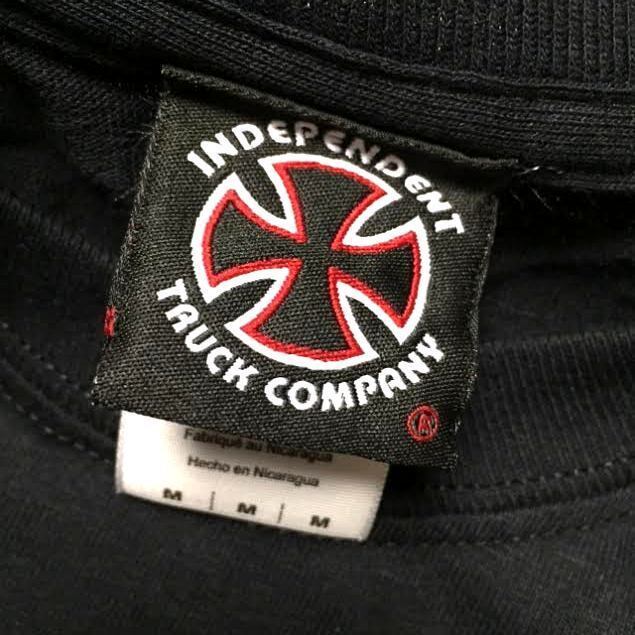 INDEPENDENT
TRUCK COMPANY
Fabriqué au Nicaragua
Hecho en Nicaragua
M | M | M